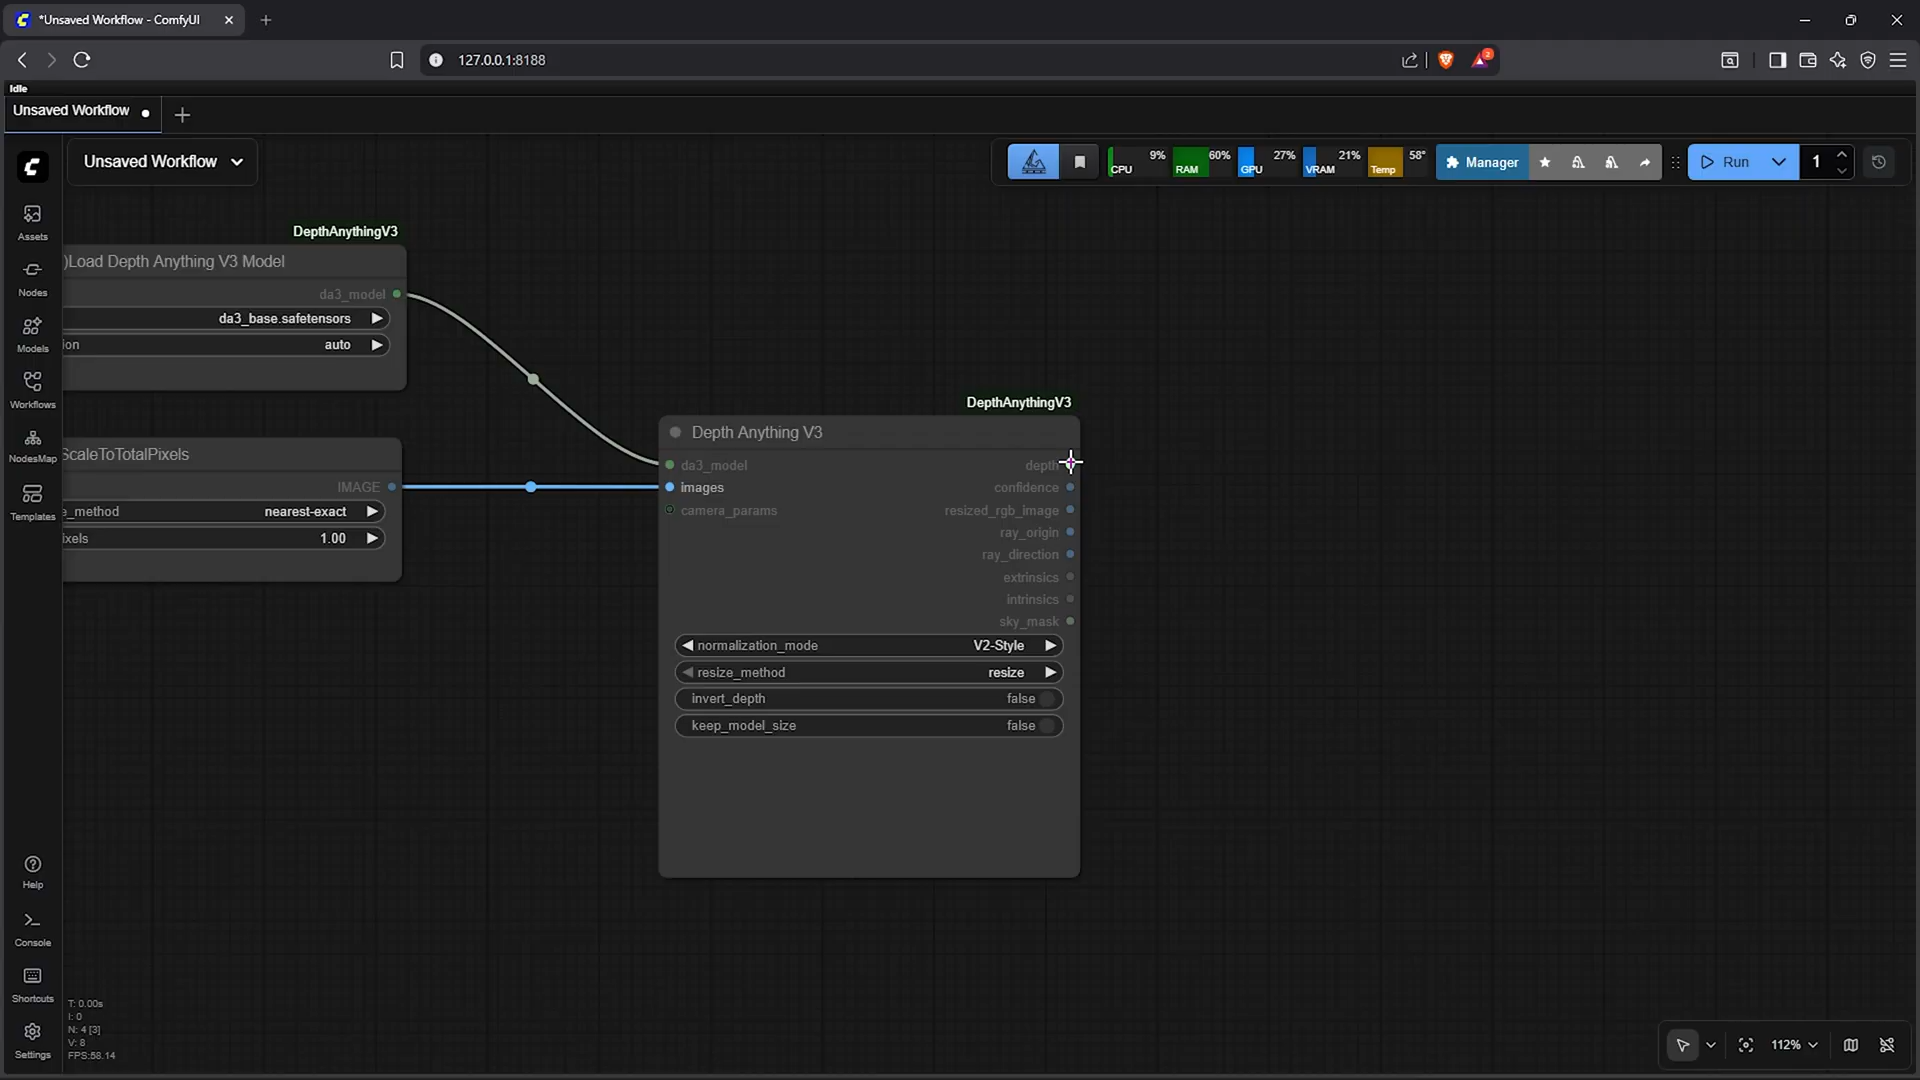 *Unsaved Workflow - ComfyUI
127.0.0.1:8188
2
Idle
Unsaved Workflow
Unsaved Workflow
CPU 9%
RAM 60%
GPU 27%
VRAM 21%
Temp 58°
Manager
Run
1
Assets
Nodes
Models
Workflows
NodesMap
Templates
Help
Console
Shortcuts
Settings
DepthAnythingV3
)Load Depth Anything V3 Model
da3_model
da3_base.safetensors
ion auto
ScaleToTotalPixels
IMAGE
e_method nearest-exact
ixels 1.00
DepthAnythingV3
Depth Anything V3
da3_model depth
images confidence
camera_params resized_rgb_image
ray_origin
ray_direction
extrinsics
intrinsics
sky_mask
normalization_mode V2-Style
resize_method resize
invert_depth false
keep_model_size false
T: 0.00s
I: 0
N: 4 [3]
V: 8
FPS:58.14
112%